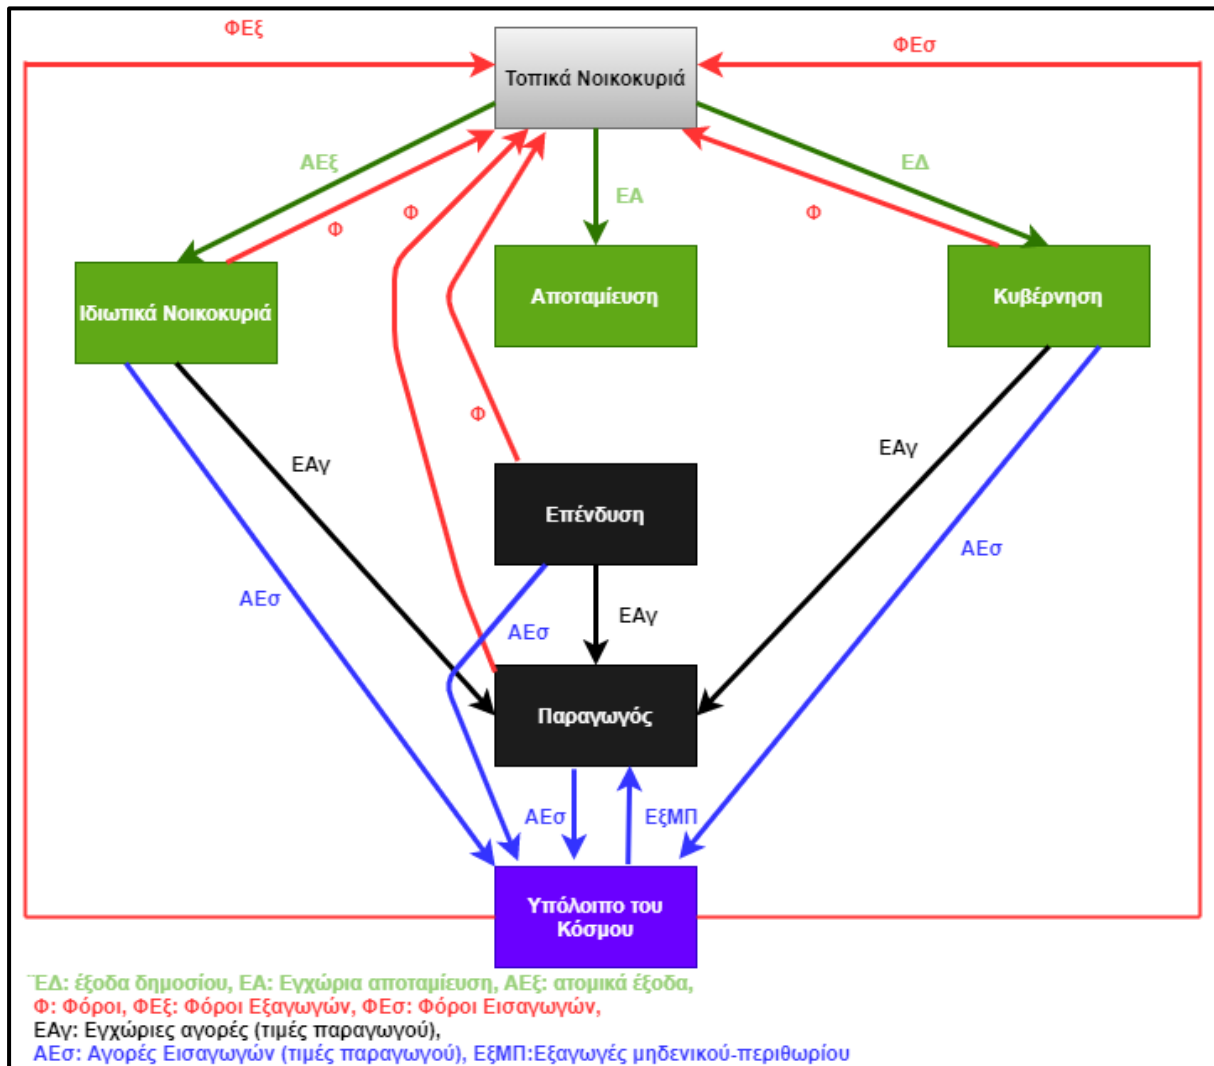 ΦΕξ
ΦΕσ
Τοπικά Νοικοκυριά
ΑΕξ
ΕΔ
ΕΑ
Φ
Φ
Φ
Ιδιωτικά Νοικοκυριά
Αποταμίευση
Κυβέρνηση
Φ
ΕΑγ
ΕΑγ
Επένδυση
ΑΕσ
ΑΕσ
ΕΑγ
ΑΕσ
Παραγωγός
ΑΕσ
ΕξΜΠ
Υπόλοιπο του
Κόσμου
ΈΔ: έξοδα δημοσίου, ΕΑ: Εγχώρια αποταμίευση, ΑΕξ: ατομικά έξοδα,
Φ: Φόροι, ΦΕξ: Φόροι Εξαγωγών, ΦΕσ: Φόροι Εισαγωγών,
ΕΑγ: Εγχώριες αγορές (τιμές παραγωγού),
ΑΕσ: Αγορές Εισαγωγών (τιμές παραγωγού), ΕξΜΠ:Εξαγωγές μηδενικού-περιθωρίου